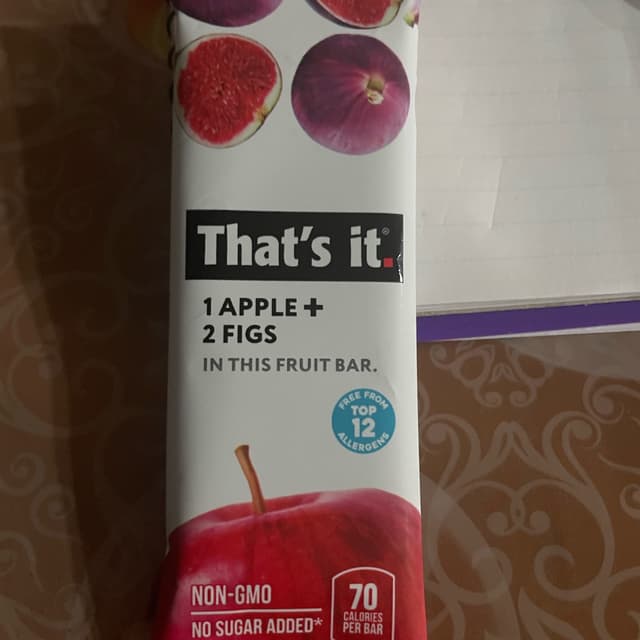 That's it.®
1 APPLE +
2 FIGS
IN THIS FRUIT BAR.
FREE FROM
TOP
12
ALLERGENS
NON-GMO
NO SUGAR ADDED*
70
CALORIES
PER BAR